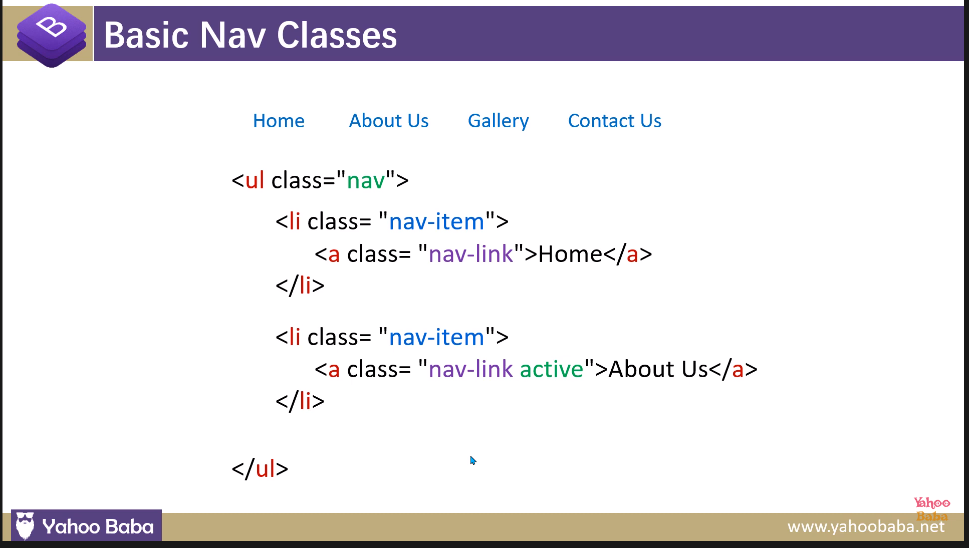 B
Basic Nav Classes
Home About Us Gallery Contact Us
<ul class="nav">
<li class= "nav-item">
<a class= "nav-link">Home</a>
</li>
<li class= "nav-item">
<a class= "nav-link active">About Us</a>
</li>
</ul>
Yahoo
Baba
Yahoo Baba
www.yahoobaba.net